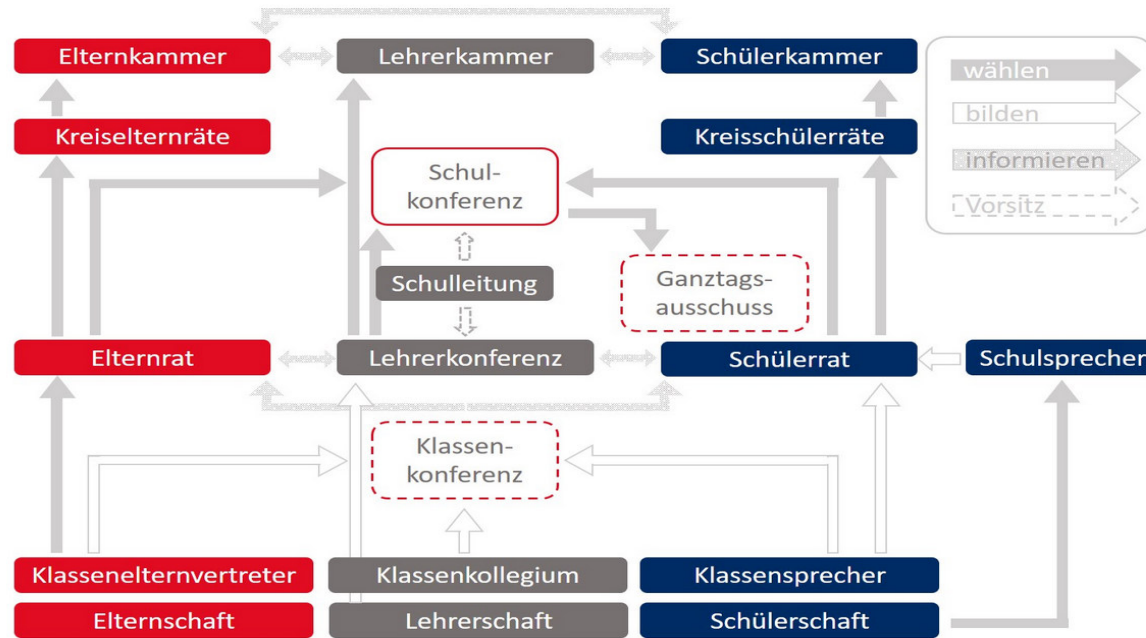 Elternkammer
Lehrerkammer
Schülerkammer
wählen
bilden
informieren
Vorsitz
Kreiselternräte
Kreisschülerräte
Schul-
konferenz
Schulleitung
Ganztags-
ausschuss
Elternrat
Lehrerkonferenz
Schülerrat
Schulsprecher
Klassen-
konferenz
Klassenelternvertreter
Klassenkollegium
Klassensprecher
Elternschaft
Lehrerschaft
Schülerschaft